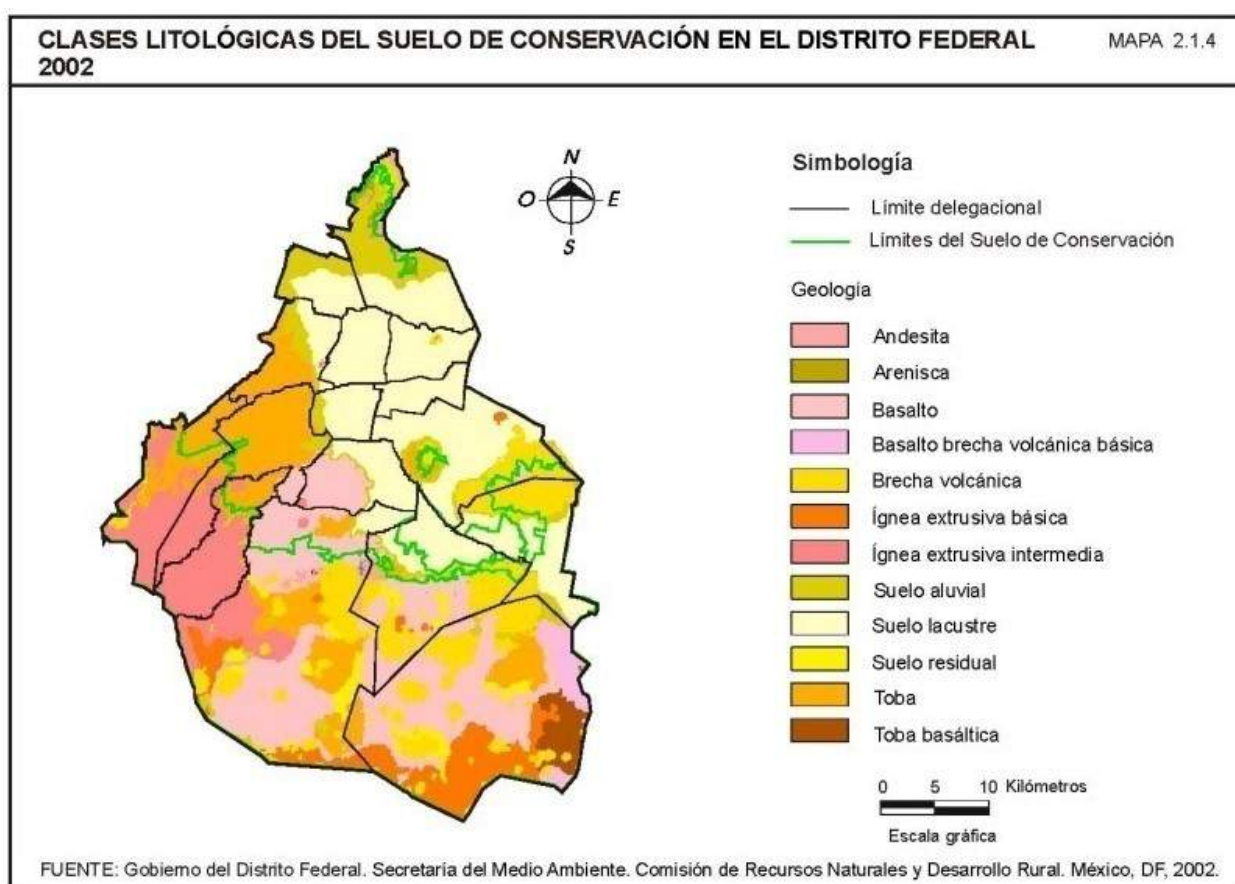 CLASES LITOLÓGICAS DEL SUELO DE CONSERVACIÓN EN EL DISTRITO FEDERAL
2002
MAPA 2.1.4
N
O
E
S
Simbología
Límite delegacional
Límites del Suelo de Conservación
Geología
Andesita
Arenisca
Basalto
Basalto brecha volcánica básica
Brecha volcánica
Ígnea extrusiva básica
Ígnea extrusiva intermedia
Suelo aluvial
Suelo lacustre
Suelo residual
Toba
Toba basáltica
0 5 10 Kilómetros
Escala gráfica
FUENTE: Gobierno del Distrito Federal. Secretaría del Medio Ambiente. Comisión de Recursos Naturales y Desarrollo Rural. México, DF, 2002.